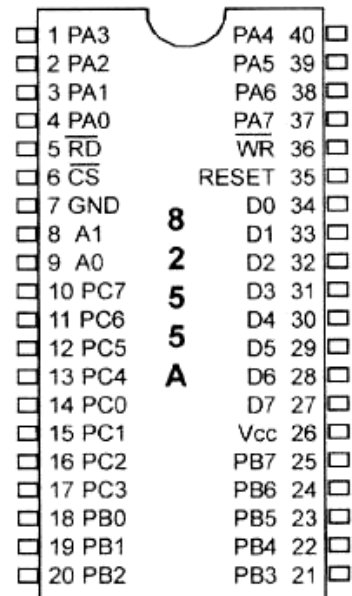 1 PA3 PA4 40
2 PA2 PA5 39
3 PA1 PA6 38
4 PA0 PA7 37
5 R̅D̅ W̅R̅ 36
6 C̅S̅ RESET 35
7 GND D0 34
8 A1 D1 33
9 A0 D2 32
10 PC7 D3 31
11 PC6 D4 30
12 PC5 D5 29
13 PC4 D6 28
14 PC0 D7 27
15 PC1 Vcc 26
16 PC2 PB7 25
17 PC3 PB6 24
18 PB0 PB5 23
19 PB1 PB4 22
20 PB2 PB3 21
8
2
5
5
A